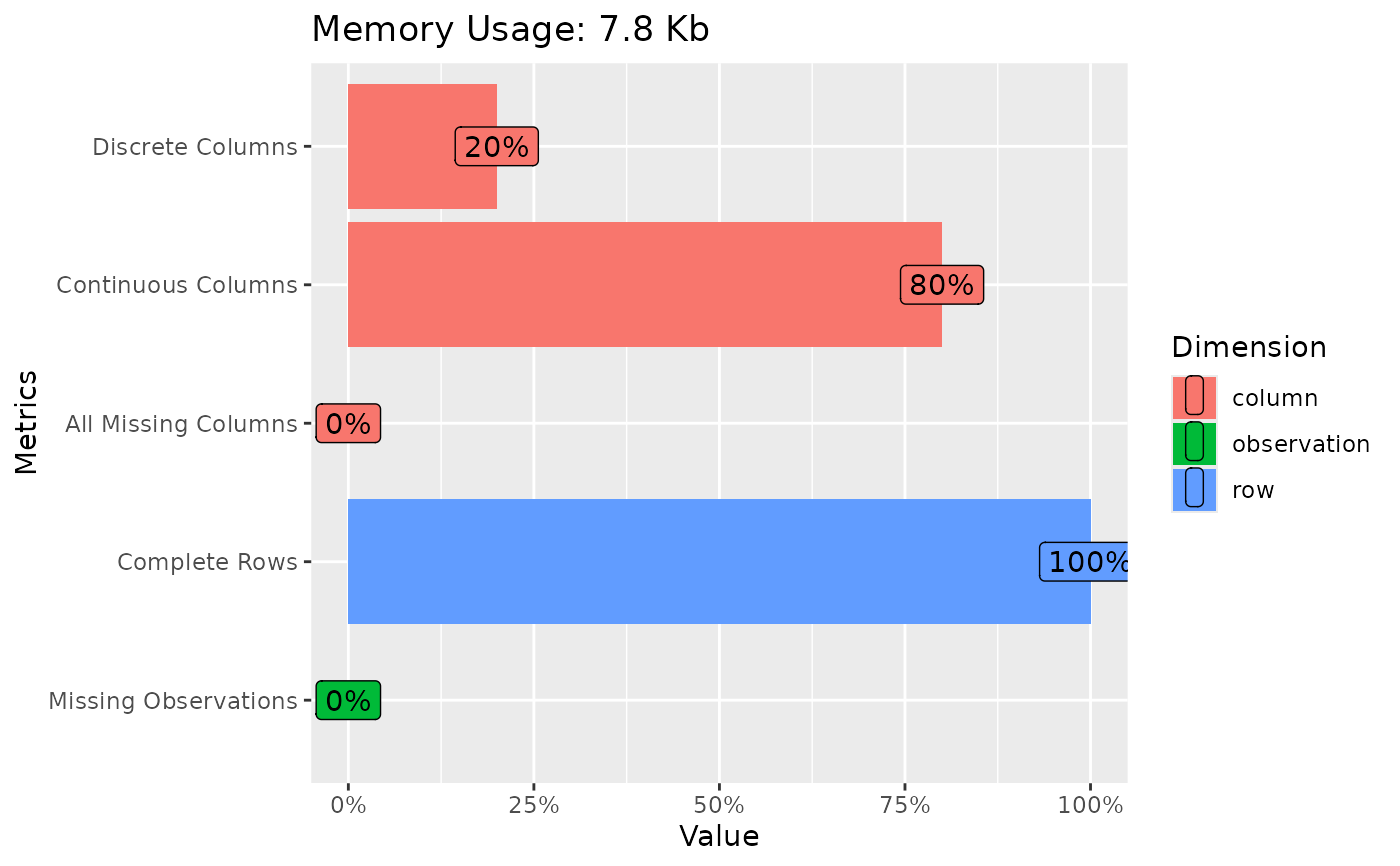 Memory Usage: 7.8 Kb
Discrete Columns
20%
Continuous Columns
80%
All Missing Columns
0%
Complete Rows
100%
Missing Observations
0%
Metrics
0% 25% 50% 75% 100%
Value
Dimension
column
observation
row